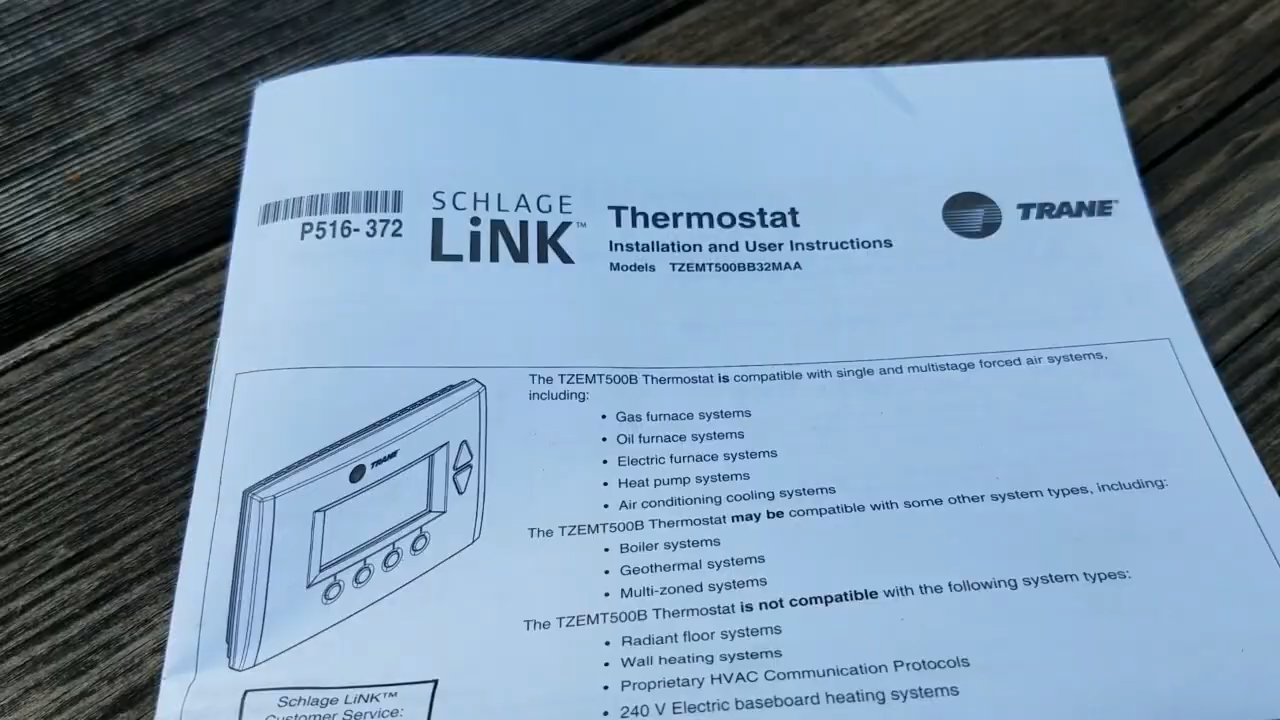 P516-372
SCHLAGE
LiNK™
Thermostat
Installation and User Instructions
Models TZEMT500BB32MAA
TRANE®
The TZEMT500B Thermostat is compatible with single and multistage forced air systems,
including:
• Gas furnace systems
• Oil furnace systems
• Electric furnace systems
• Heat pump systems
• Air conditioning cooling systems
The TZEMT500B Thermostat may be compatible with some other system types, including:
• Boiler systems
• Geothermal systems
• Multi-zoned systems
The TZEMT500B Thermostat is not compatible with the following system types:
• Radiant floor systems
• Wall heating systems
• Proprietary HVAC Communication Protocols
• 240 V Electric baseboard heating systems
TRANE
Schlage LiNK™
Customer Service: